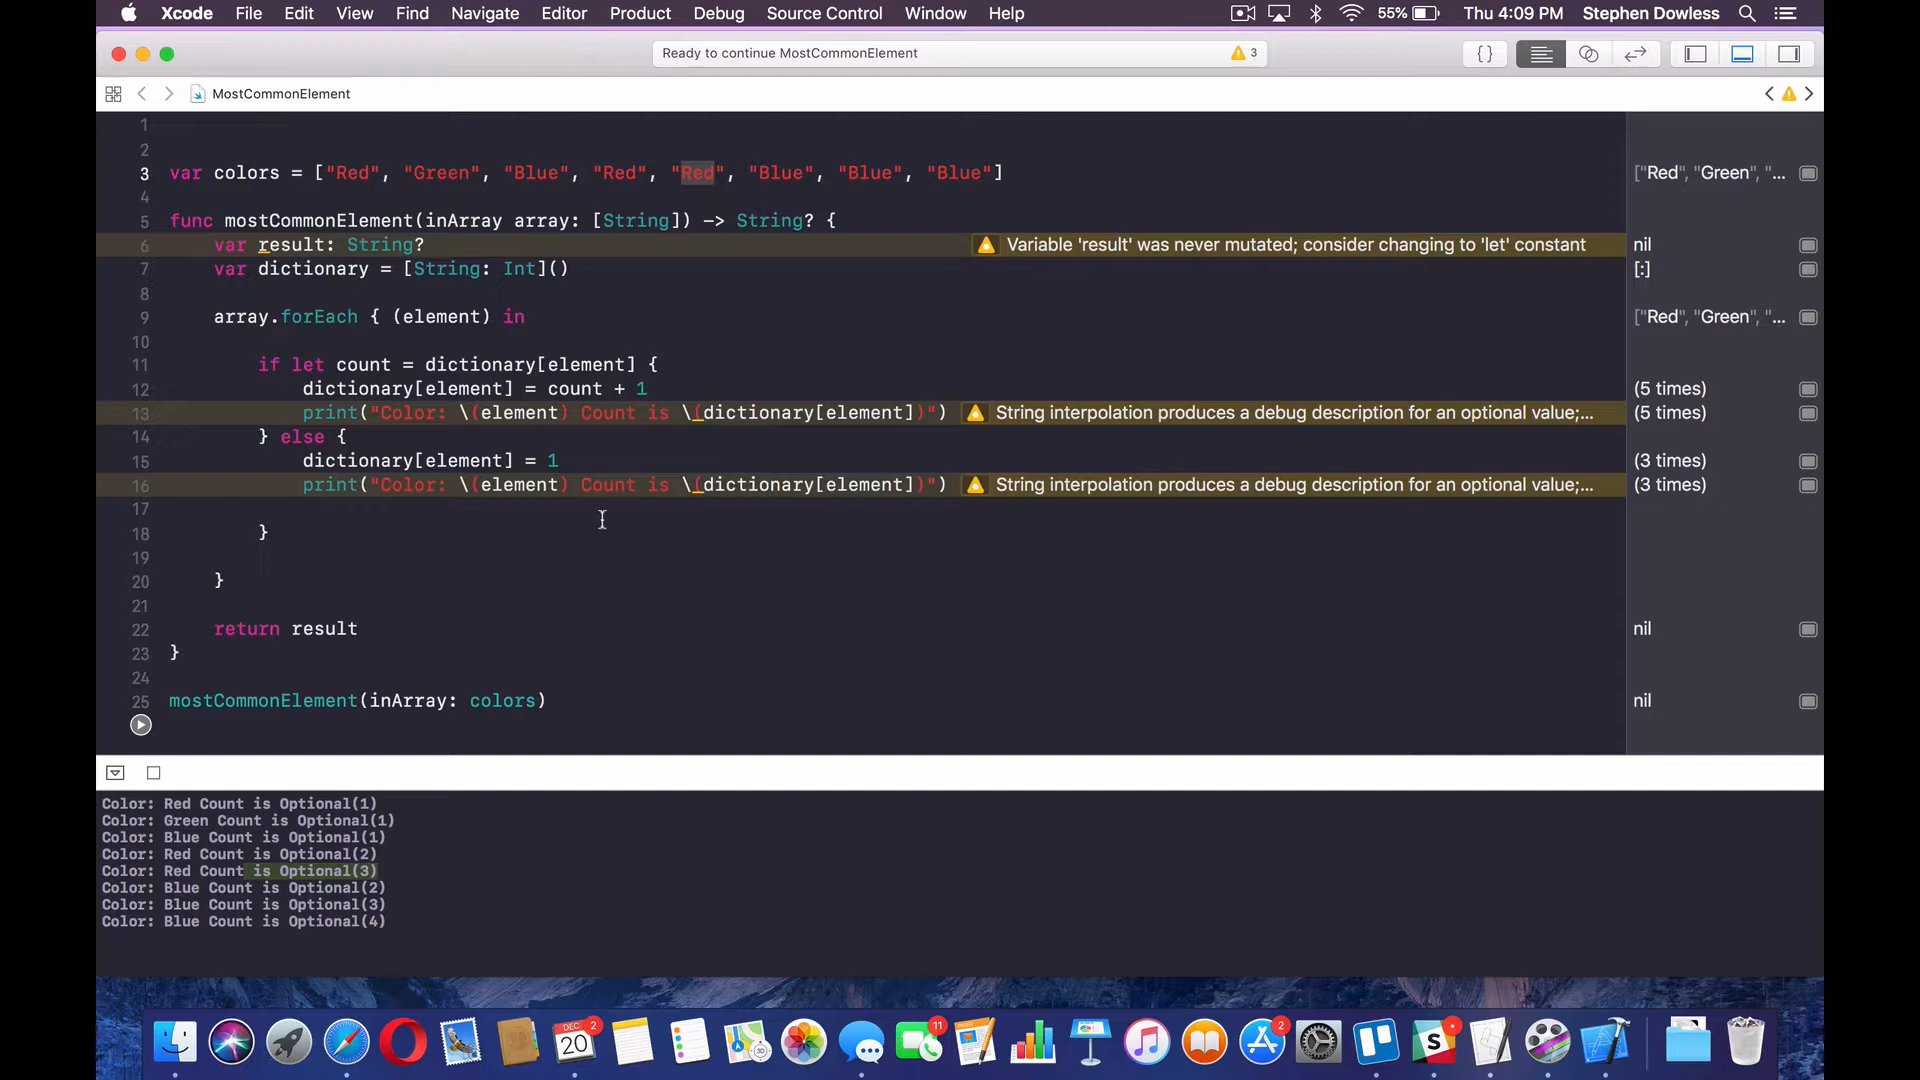 Xcode File Edit View Find Navigate Editor Product Debug Source Control Window Help 55% Thu 4:09 PM Stephen Dowless
Ready to continue MostCommonElement 3
MostCommonElement
1
2
3 var colors = ["Red", "Green", "Blue", "Red", "Red", "Blue", "Blue", "Blue"] ["Red", "Green", "...
4
5 func mostCommonElement(inArray array: [String]) -> String? {
6 var result: String? Variable 'result' was never mutated; consider changing to 'let' constant nil
7 var dictionary = [String: Int]() [:]
8
9 array.forEach { (element) in ["Red", "Green", "...
10
11 if let count = dictionary[element] {
12 dictionary[element] = count + 1 (5 times)
13 print("Color: \(element) Count is \(dictionary[element])") String interpolation produces a debug description for an optional value;... (5 times)
14 } else {
15 dictionary[element] = 1 (3 times)
16 print("Color: \(element) Count is \(dictionary[element])") String interpolation produces a debug description for an optional value;... (3 times)
17
18 }
19
20 }
21
22 return result nil
23 }
24
25 mostCommonElement(inArray: colors) nil
Color: Red Count is Optional(1)
Color: Green Count is Optional(1)
Color: Blue Count is Optional(1)
Color: Red Count is Optional(2)
Color: Red Count is Optional(3)
Color: Blue Count is Optional(2)
Color: Blue Count is Optional(3)
Color: Blue Count is Optional(4)
DEC 20 2 3D 11 2 S